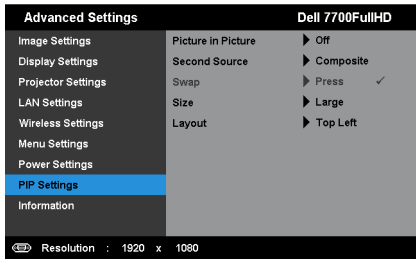 Advanced Settings Dell 7700FullHD
Image Settings Picture in Picture Off
Display Settings Second Source Composite
Projector Settings Swap Press ✓
LAN Settings Size Large
Wireless Settings Layout Top Left
Menu Settings
Power Settings
PIP Settings
Information
Resolution : 1920 x 1080